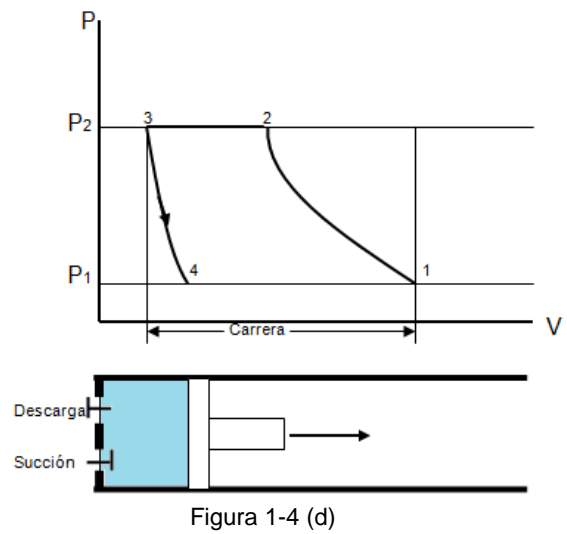 P
3 2
P2
4 1
P1
Carrera
V
Descarga
Succión
Figura 1-4 (d)